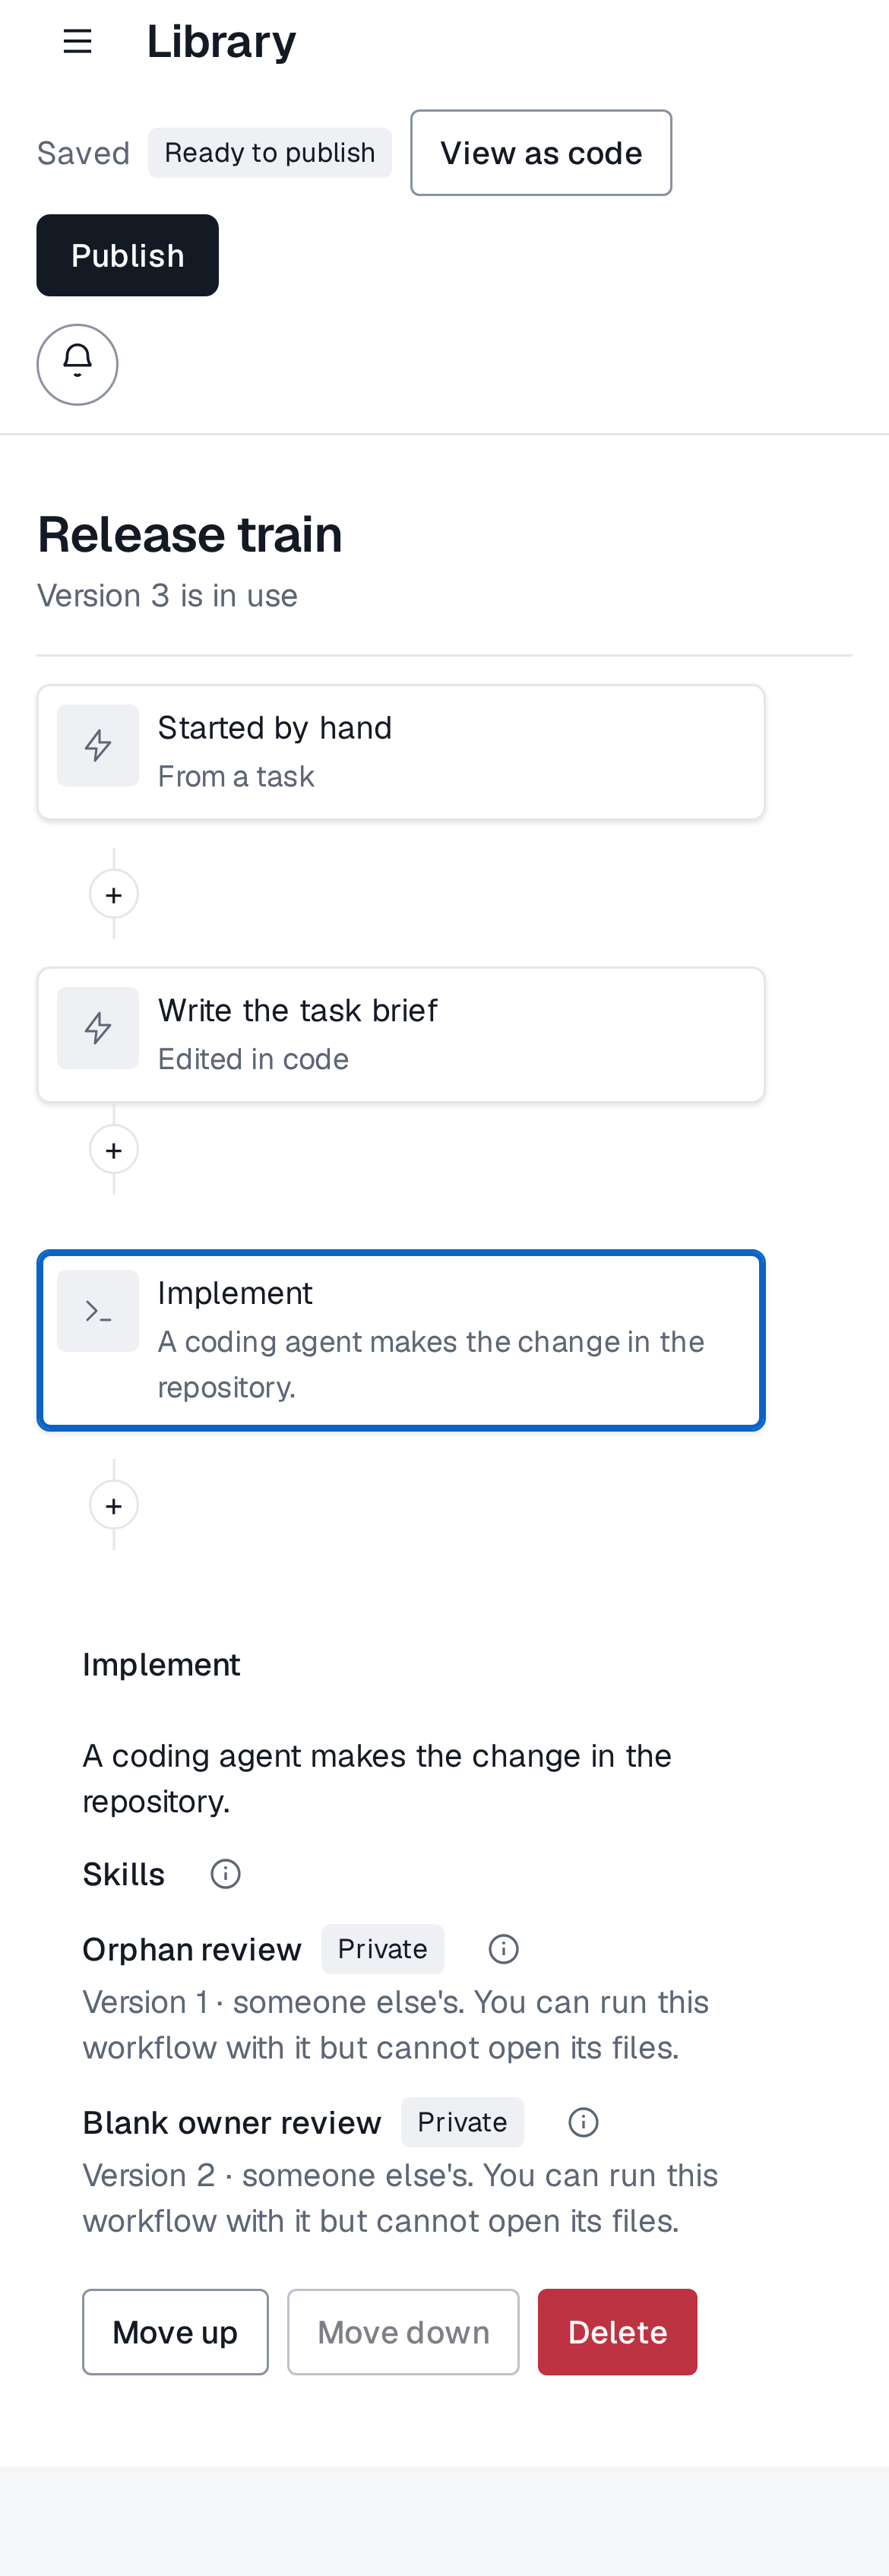 Library
Saved
Ready to publish
View as code
Publish
Release train
Version 3 is in use
Started by hand
From a task
+
Write the task brief
Edited in code
+
Implement
A coding agent makes the change in the
repository.
+
Implement
A coding agent makes the change in the
repository.
Skills
Orphan review
Private
Version 1 · someone else's. You can run this
workflow with it but cannot open its files.
Blank owner review
Private
Version 2 · someone else's. You can run this
workflow with it but cannot open its files.
Move up
Move down
Delete